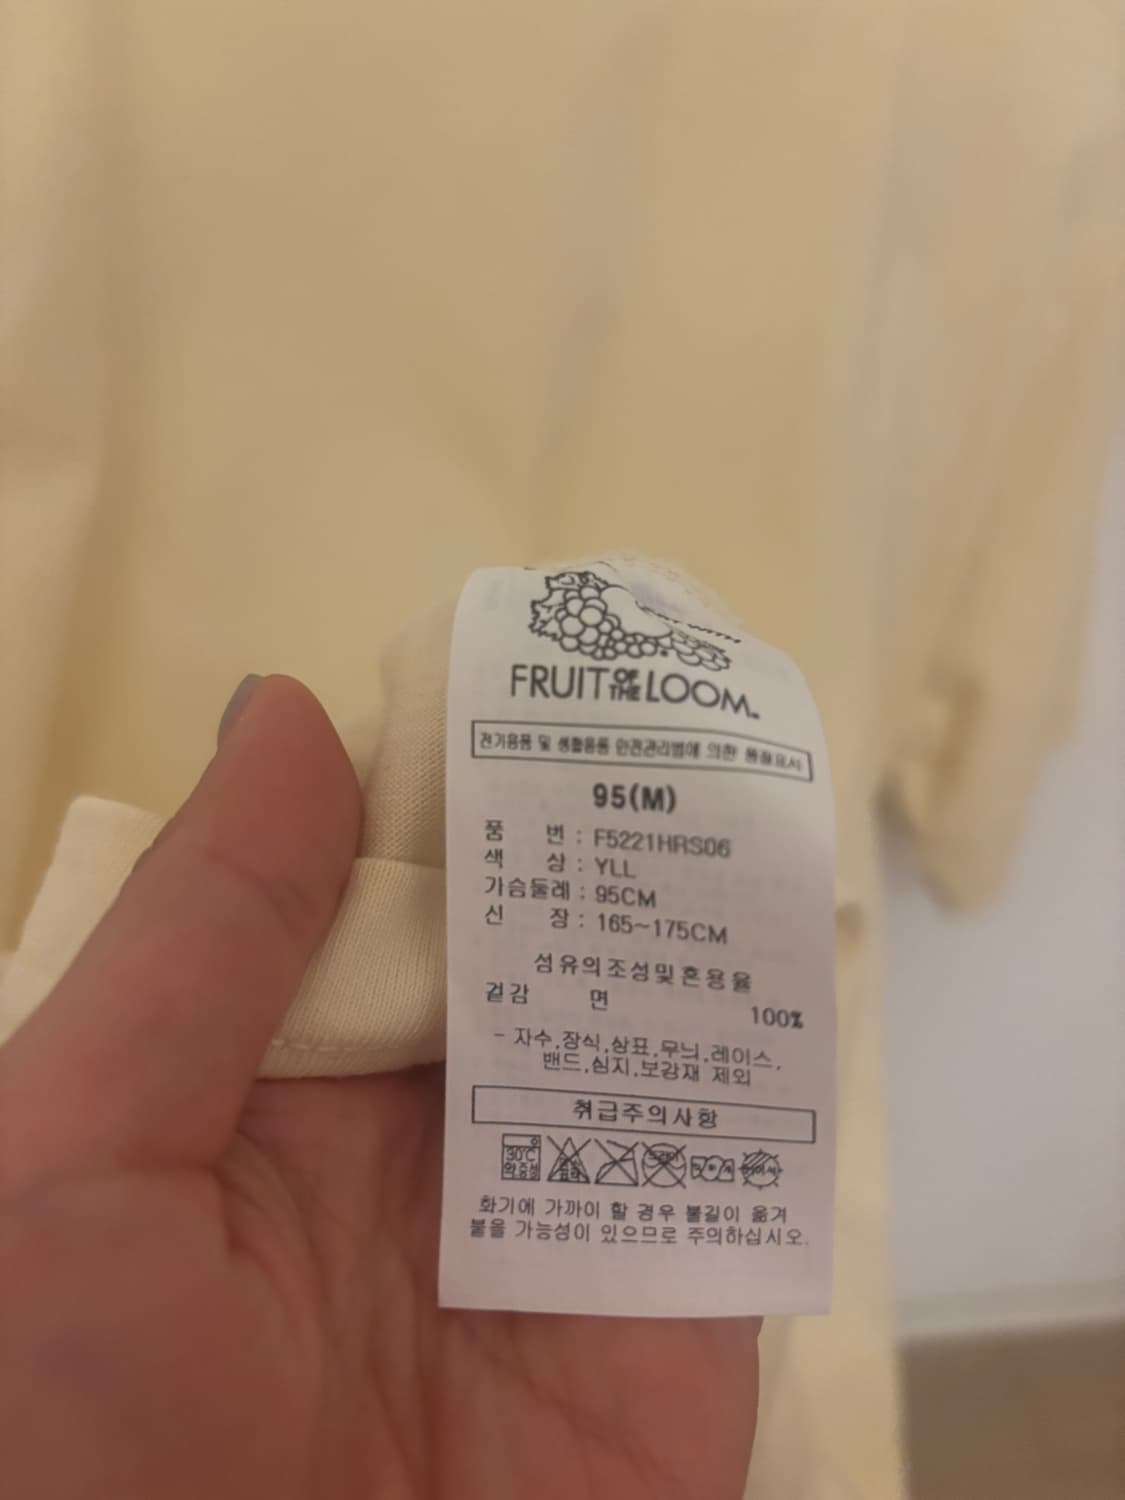 FRUIT OF THE LOOM™
전기용품 및 생활용품 안전관리법에 의한 품질표시
95(M)
품 번 : F5221HRS06
색 상 : YLL
가슴둘레 : 95CM
신 장 : 165~175CM
섬유의조성및혼용율
겉감 면 100%
- 자수,장식,상표,무늬,레이스,
밴드,심지,보강재 제외
취급주의사항
30℃
약중성
화기에 가까이 할 경우 불길이 옮겨
붙을 가능성이 있으므로 주의하십시오.